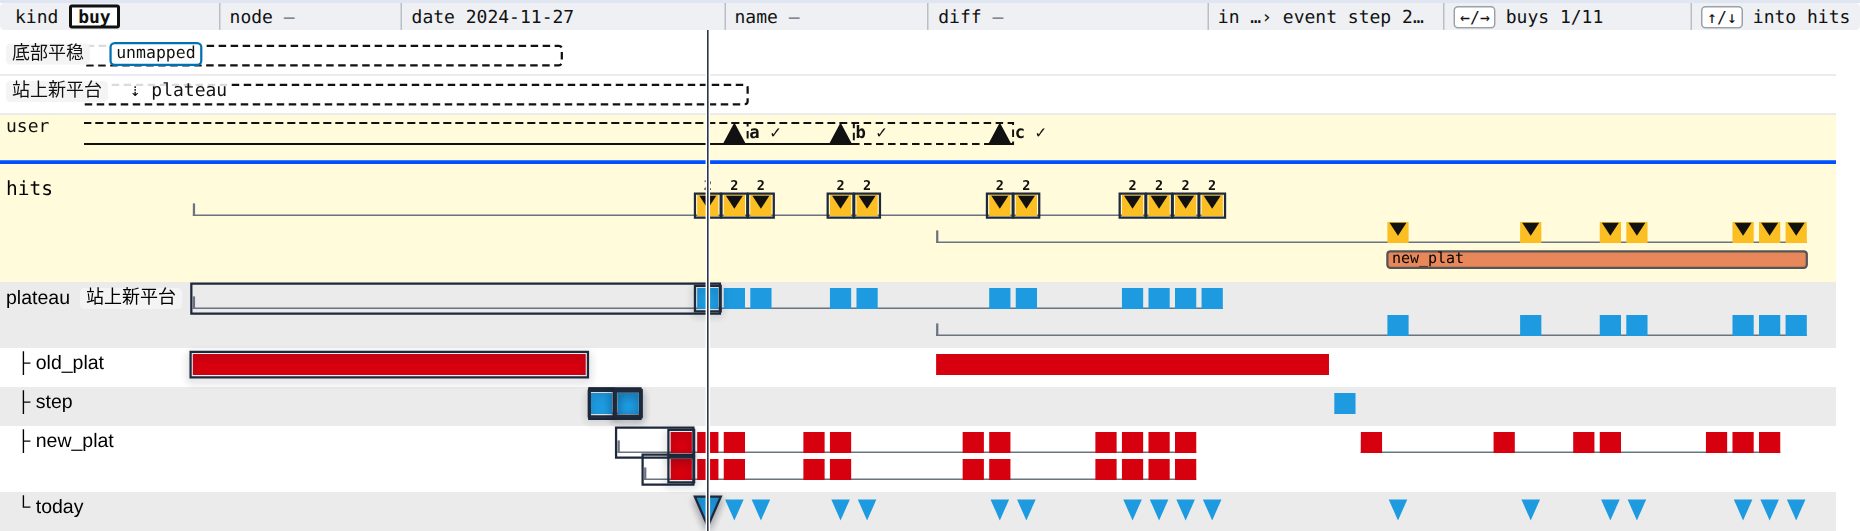 kind buy node — date 2024-11-27 name — diff — in …› event step 2… ←/→ buys 1/11 ↑/↓ into hits
底部平稳 unmapped
站上新平台 ⇣ plateau
user a ✓ b ✓ c ✓
2 2 2 2 2 2 2 2 2 2 2
hits
new_plat
plateau 站上新平台
├ old_plat
├ step
├ new_plat
└ today